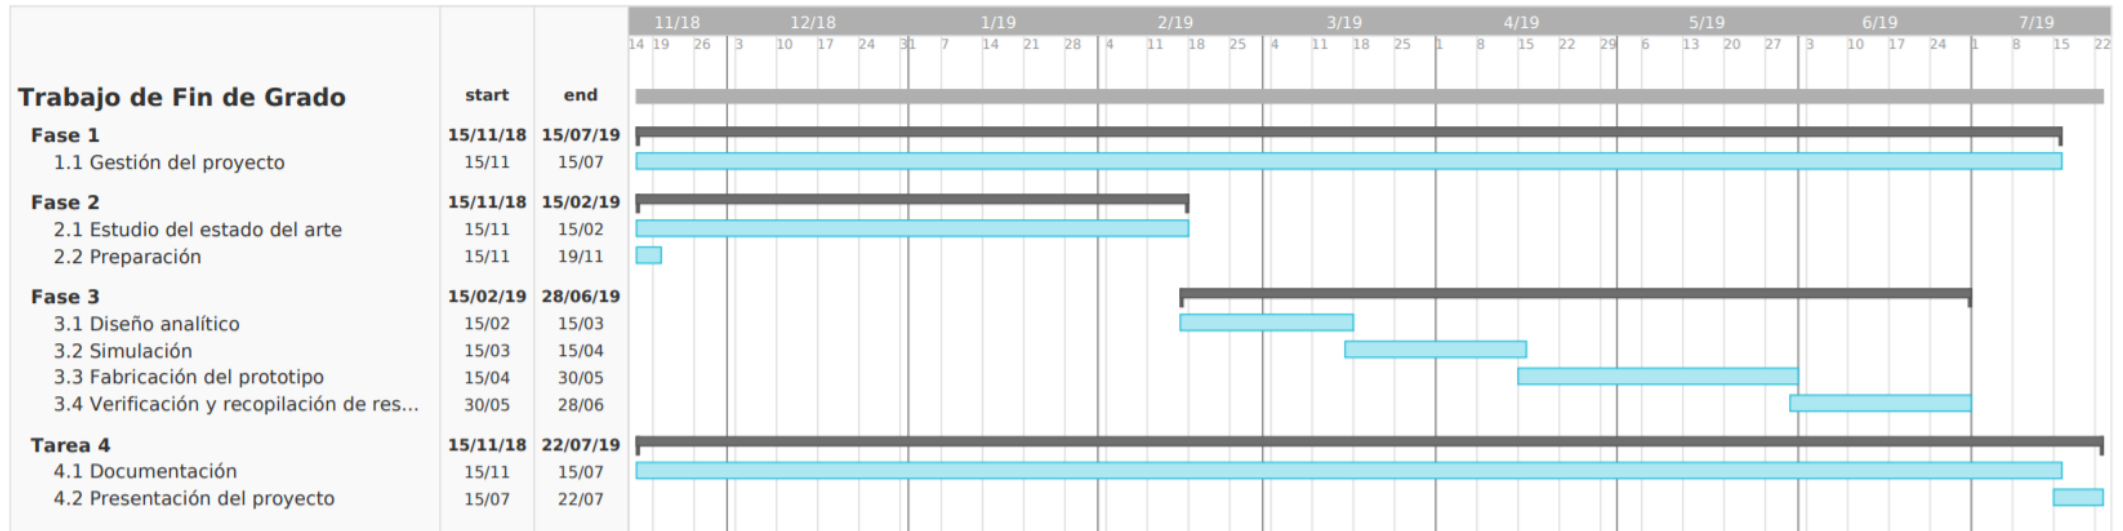 11/18 12/18 1/19 2/19 3/19 4/19 5/19 6/19 7/19
14 19 26 3 10 17 24 31 7 14 21 28 4 11 18 25 4 11 18 25 1 8 15 22 29 6 13 20 27 3 10 17 24 1 8 15 22
Trabajo de Fin de Grado start end
Fase 1 15/11/18 15/07/19
1.1 Gestión del proyecto 15/11 15/07
Fase 2 15/11/18 15/02/19
2.1 Estudio del estado del arte 15/11 15/02
2.2 Preparación 15/11 19/11
Fase 3 15/02/19 28/06/19
3.1 Diseño analítico 15/02 15/03
3.2 Simulación 15/03 15/04
3.3 Fabricación del prototipo 15/04 30/05
3.4 Verificación y recopilación de res... 30/05 28/06
Tarea 4 15/11/18 22/07/19
4.1 Documentación 15/11 15/07
4.2 Presentación del proyecto 15/07 22/07